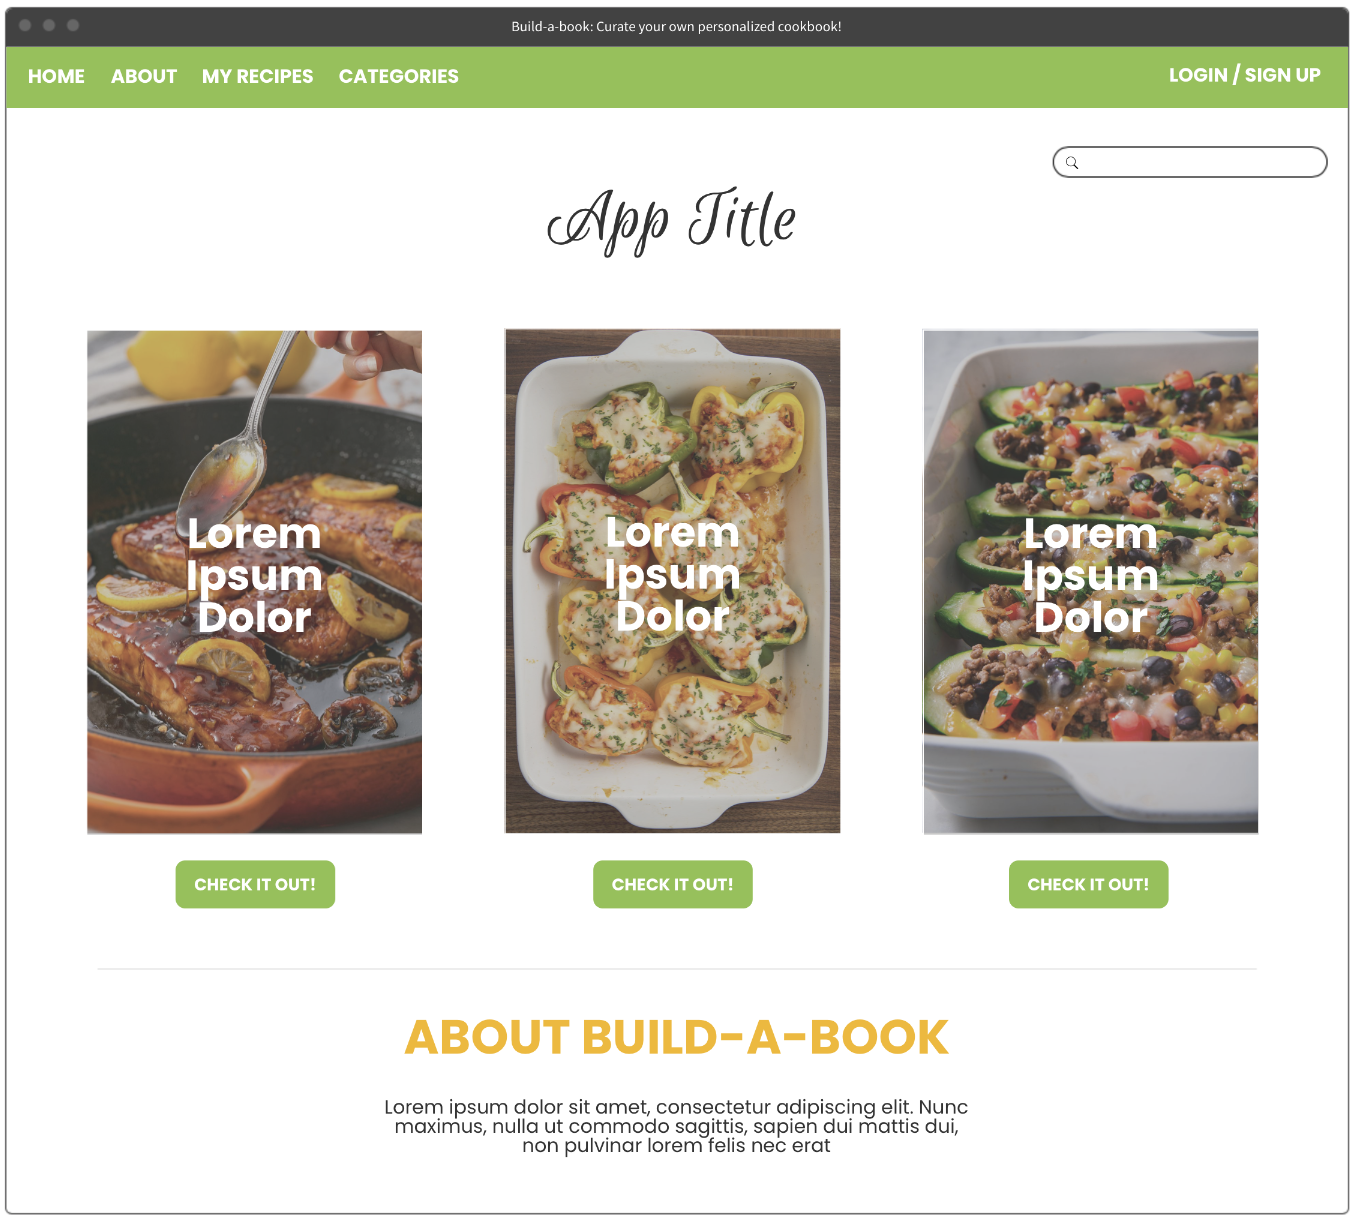 Build-a-book: Curate your own personalized cookbook!
HOME ABOUT MY RECIPES CATEGORIES LOGIN / SIGN UP
App Title
Lorem
Ipsum
Dolor
Lorem
Ipsum
Dolor
Lorem
Ipsum
Dolor
CHECK IT OUT! CHECK IT OUT! CHECK IT OUT!
ABOUT BUILD-A-BOOK
Lorem ipsum dolor sit amet, consectetur adipiscing elit. Nunc
maximus, nulla ut commodo sagittis, sapien dui mattis dui,
non pulvinar lorem felis nec erat